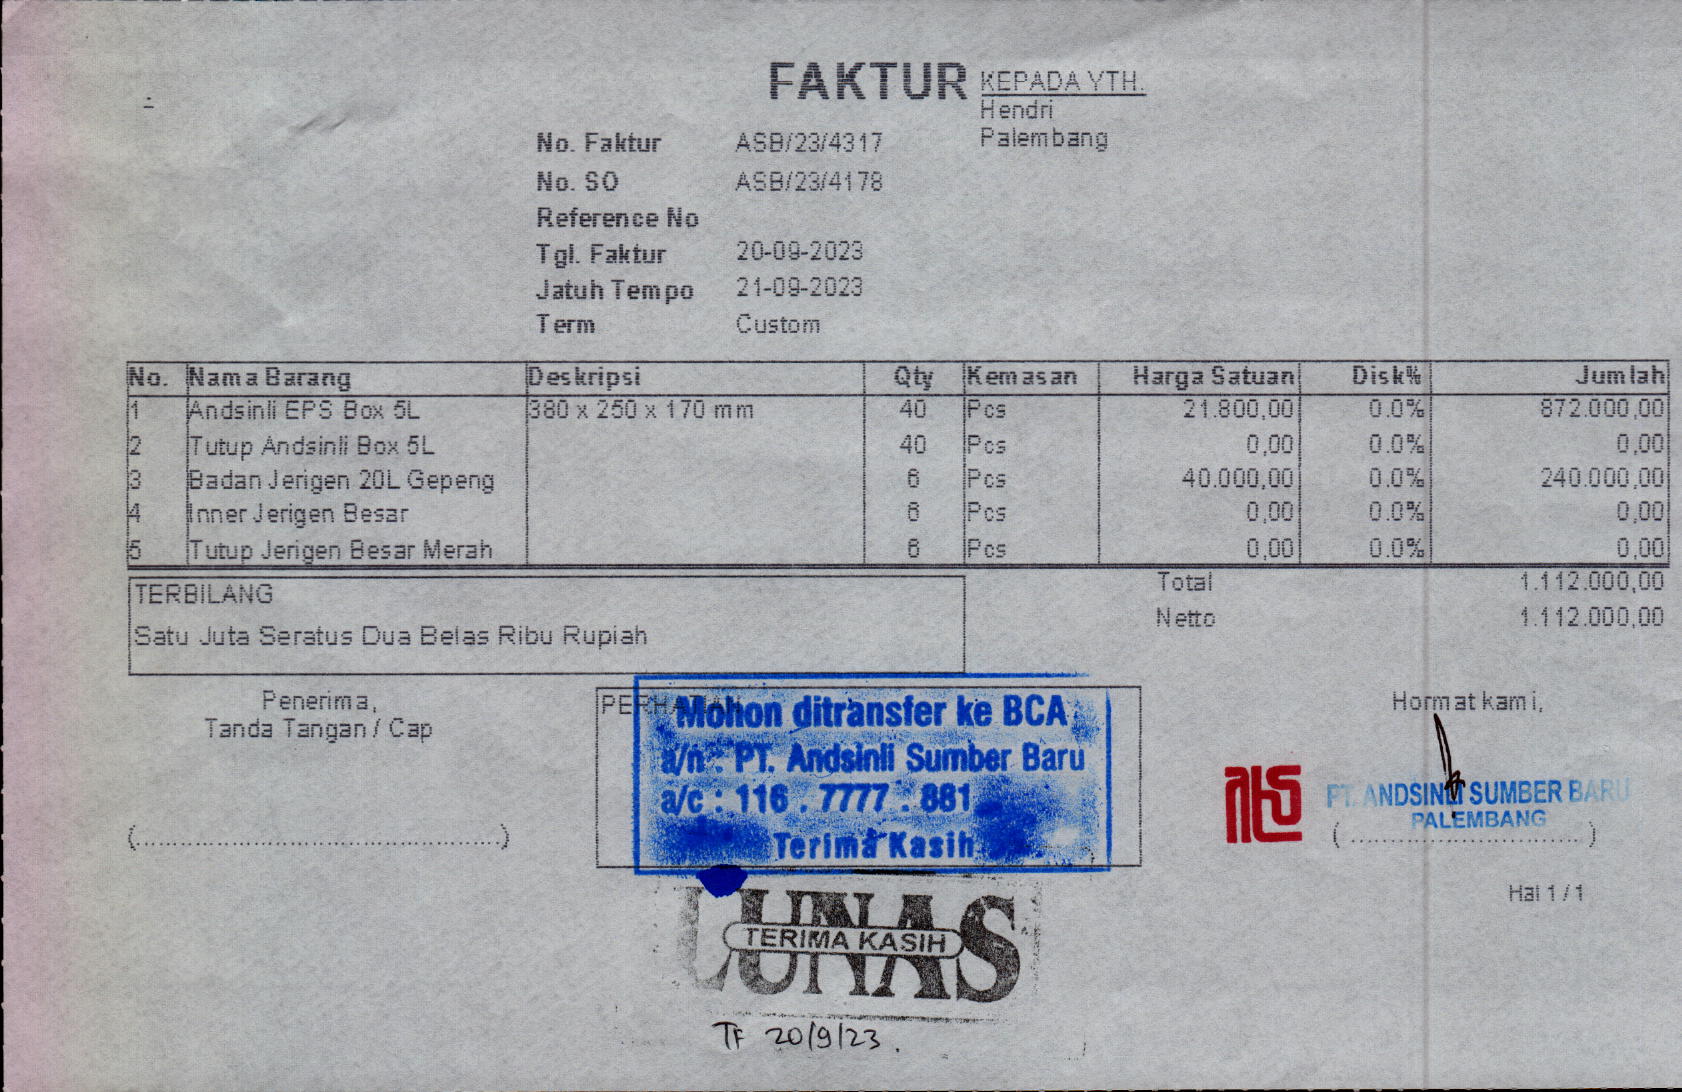 FAKTUR
KEPADA YTH.
Hendri
Palembang
No. Faktur ASB/23/4317
No. SO ASB/23/4178
Reference No
Tgl. Faktur 20-09-2023
Jatuh Tempo 21-09-2023
Term Custom
No. Nama Barang Deskripsi Qty Kemasan Harga Satuan Disk% Jumlah
1 Andsinli EPS Box 5L 380 x 250 x 170 mm 40 Pcs 21.800,00 0.0% 872.000,00
2 Tutup Andsinli Box 5L 40 Pcs 0,00 0.0% 0,00
3 Badan Jerigen 20L Gepeng 6 Pcs 40.000,00 0.0% 240.000,00
4 Inner Jerigen Besar 6 Pcs 0,00 0.0% 0,00
5 Tutup Jerigen Besar Merah 6 Pcs 0,00 0.0% 0,00
TERBILANG
Satu Juta Seratus Dua Belas Ribu Rupiah
Total 1.112.000,00
Netto 1.112.000,00
Penerima,
Tanda Tangan / Cap
(................................................)
PERHATIAN
Mohon ditransfer ke BCA
a/n : PT. Andsinli Sumber Baru
a/c : 116 . 7777 . 881
Terima Kasih
Hormat kami,
als
PT. ANDSINLI SUMBER BARU
PALEMBANG
(..............................)
Hal 1 / 1
LUNAS
TERIMA KASIH
TF 20/9/23.